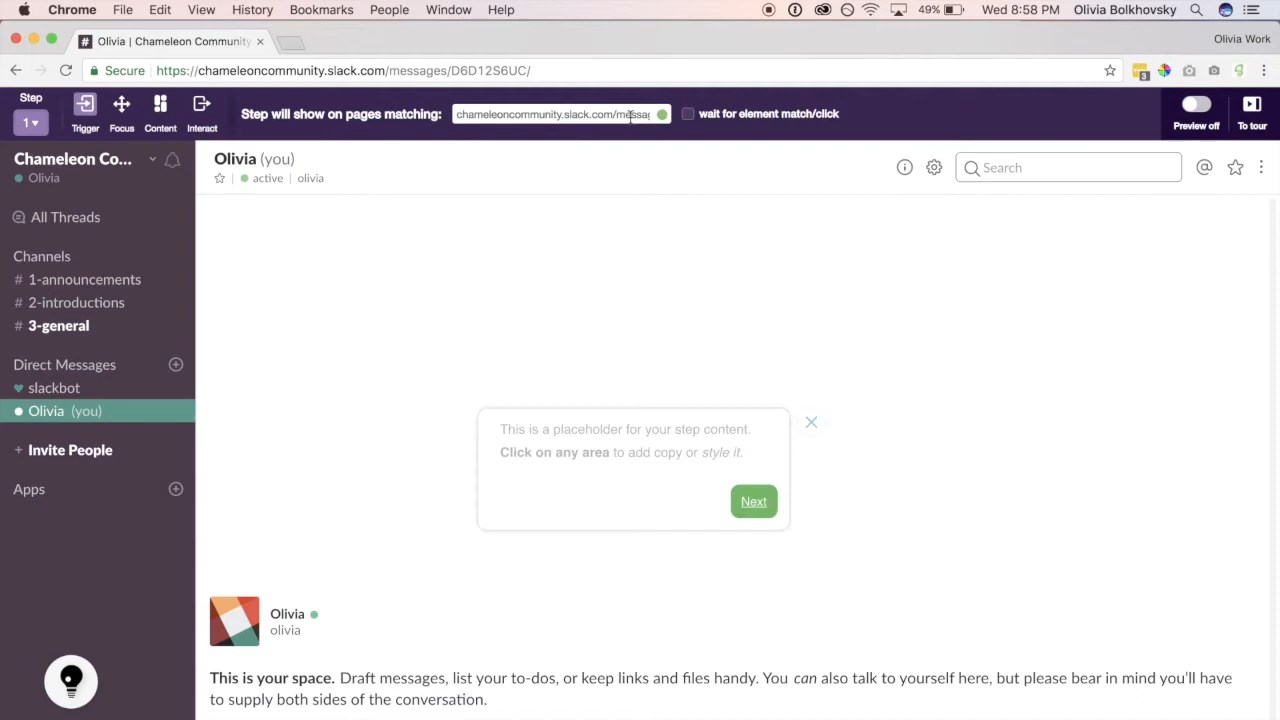 Chrome File Edit View History Bookmarks People Window Help 49% Wed 8:58 PM Olivia Bolkhovsky
# Olivia | Chameleon Community × Olivia Work
Secure https://chameleoncommunity.slack.com/messages/D6D12S6UC/ 3
Step
1▾
Trigger Focus Content Interact
Step will show on pages matching: chameleoncommunity.slack.com/messag
wait for element match/click
Preview off To tour
Chameleon Co...
Olivia
All Threads
Channels
# 1-announcements
# 2-introductions
# 3-general
Direct Messages
slackbot
Olivia (you)
+ Invite People
Apps
Olivia (you)
active | olivia
Search
This is a placeholder for your step content.
Click on any area to add copy or style it.
Next
Olivia
olivia
This is your space. Draft messages, list your to-dos, or keep links and files handy. You can also talk to yourself here, but please bear in mind you'll have
to supply both sides of the conversation.